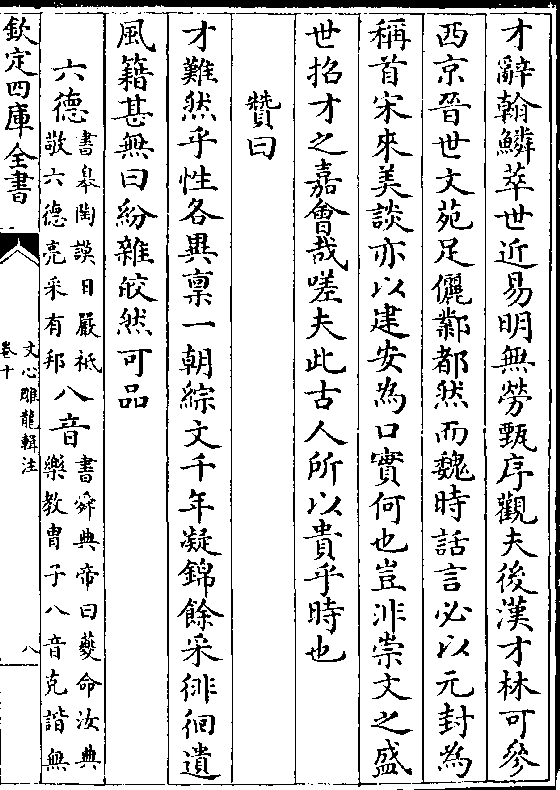 才辭翰鱗萃世近易明無勞甄序觀夫後漢才林可參
西京晉世文苑足儷鄴都然而魏時話言必以元封為
稱首宋來美談亦以建安為口實何也豈非崇文之盛
世招才之嘉會哉嗟夫此古人所以貴乎時也
贊曰
才難然乎性各異稟一朝綜文千年凝錦餘采徘徊遺
風籍甚無曰紛雜皎然可品
六德書臯陶謨日嚴祗敬六德亮采有邦八音書舜典帝曰夔命汝典樂教胄子八音克諧無
欽定四庫全書
文心雕龍輯注
卷十
八